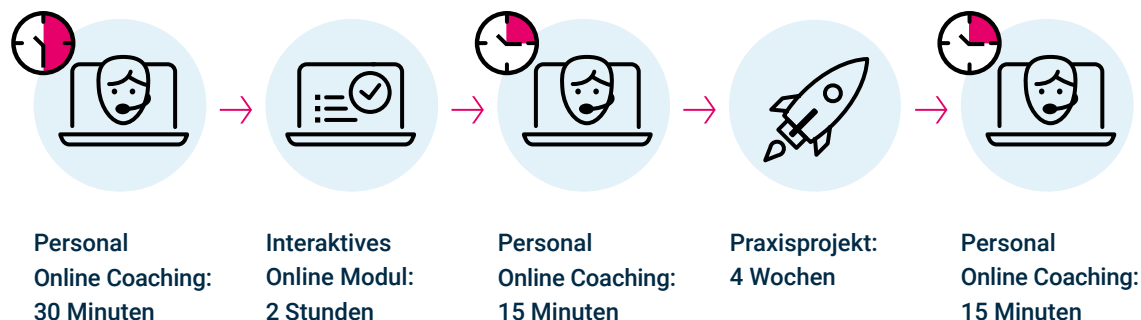 Personal
Online Coaching:
30 Minuten
Interaktives
Online Modul:
2 Stunden
Personal
Online Coaching:
15 Minuten
Praxisprojekt:
4 Wochen
Personal
Online Coaching:
15 Minuten